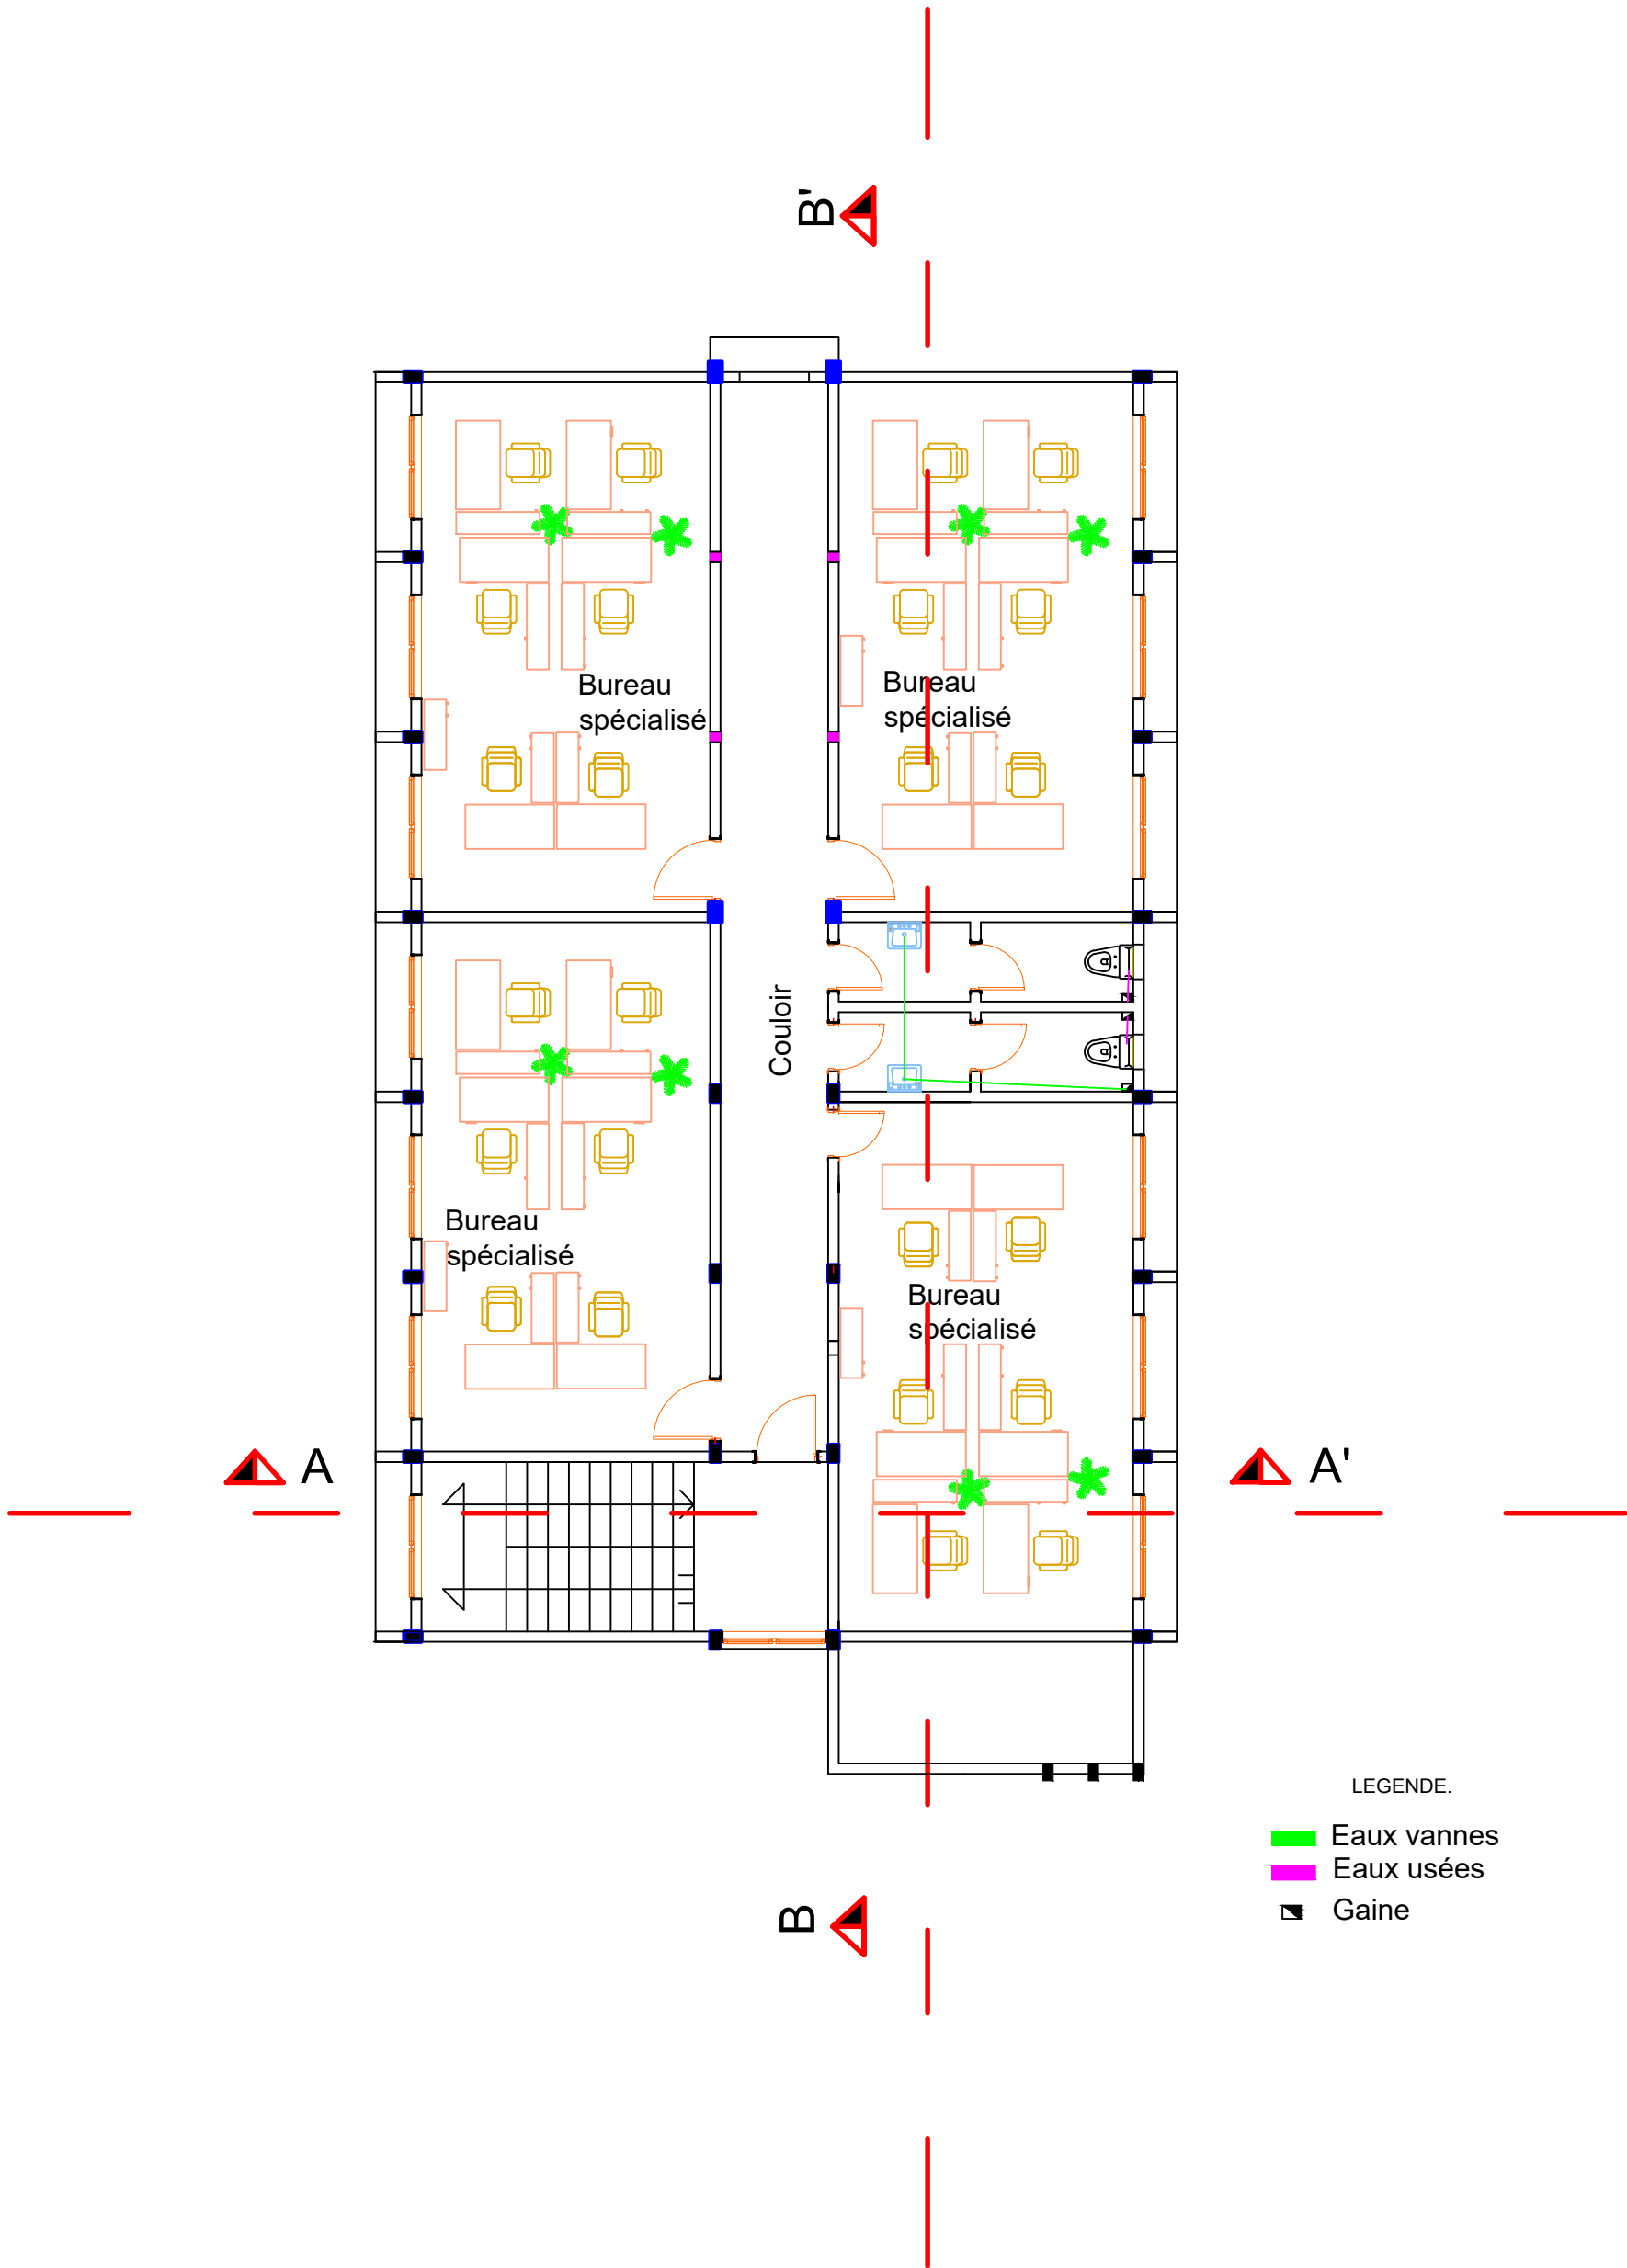 B'
Bureau
spécialisé
Bureau
spécialisé
Couloir
Bureau
spécialisé
Bureau
spécialisé
A
A'
LEGENDE.
Eaux vannes
Eaux usées
Gaine
B